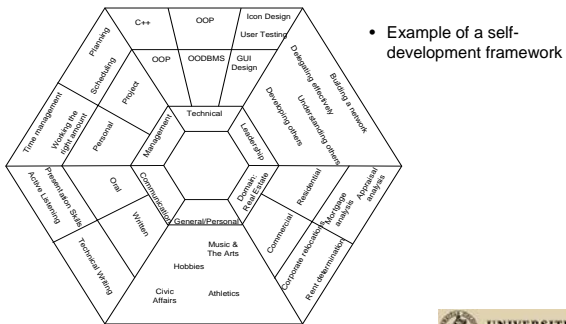 C++
OOP
Icon Design
User Testing
OOP
OODBMS
GUI
Design
Technical
Planning
Scheduling
Project
Time management
Working the
right amount
Personal
Management
Leadership
Delegating effectively
Building a network
Developing others
Understanding others
Domain:
Real Estate
Residential
Commercial
Mortgage
analysis
Appraisal
analysis
Corporate relocations
Rent determination
Communication
Oral
Written
Presentation Skills
Active Listening
Technical Writing
General/Personal
Music &
The Arts
Hobbies
Civic
Affairs
Athletics
• Example of a self-
development framework
UNIVERSIT